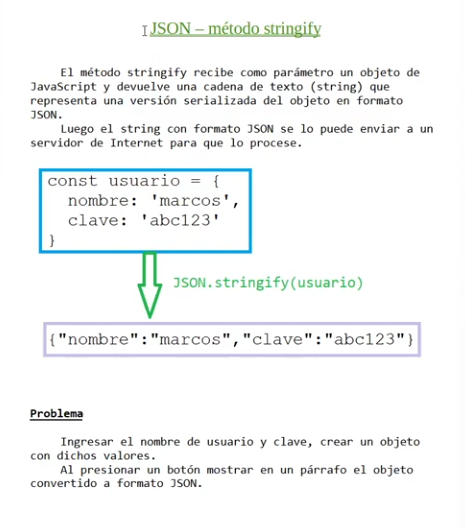 JSON – método stringify
El método stringify recibe como parámetro un objeto de
JavaScript y devuelve una cadena de texto (string) que
representa una versión serializada del objeto en formato
JSON.
Luego el string con formato JSON se lo puede enviar a un
servidor de Internet para que lo procese.
const usuario = {
  nombre: 'marcos',
  clave: 'abc123'
}
JSON.stringify(usuario)
{"nombre":"marcos","clave":"abc123"}
Problema
Ingresar el nombre de usuario y clave, crear un objeto
con dichos valores.
Al presionar un botón mostrar en un párrafo el objeto
convertido a formato JSON.